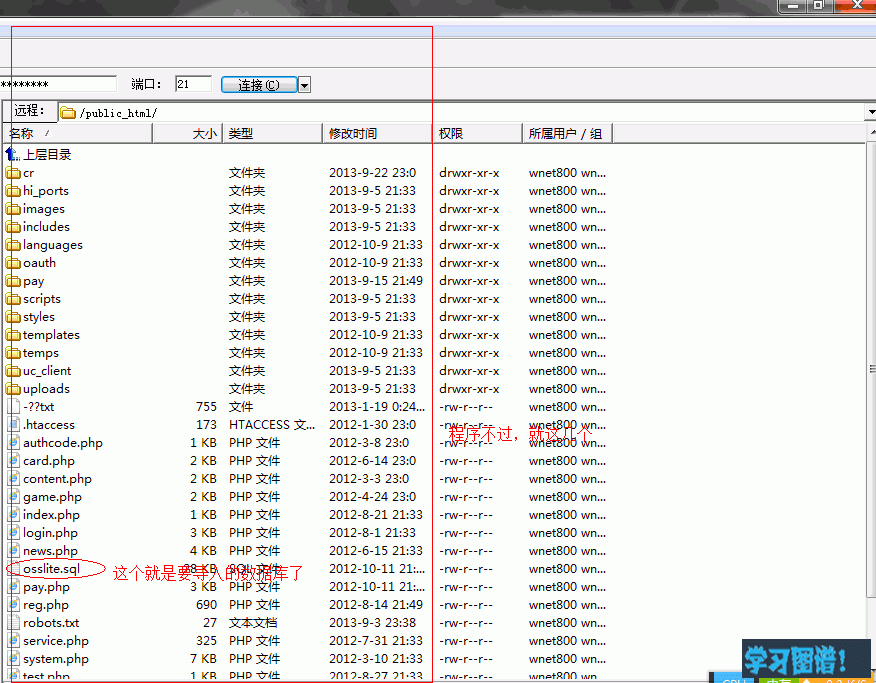 ******** 端口： 21 连接(C)
远程： /public_html/
名称 大小 类型 修改时间 权限 所属用户 / 组
上层目录
cr 文件夹 2013-9-22 23:0 drwxr-xr-x wnet800 wn...
hi_ports 文件夹 2013-9-5 21:33 drwxr-xr-x wnet800 wn...
images 文件夹 2013-9-5 21:33 drwxr-xr-x wnet800 wn...
includes 文件夹 2013-9-5 21:33 drwxr-xr-x wnet800 wn...
languages 文件夹 2012-10-9 21:33 drwxr-xr-x wnet800 wn...
oauth 文件夹 2012-10-9 21:33 drwxr-xr-x wnet800 wn...
pay 文件夹 2013-9-15 21:49 drwxr-xr-x wnet800 wn...
scripts 文件夹 2013-9-5 21:33 drwxr-xr-x wnet800 wn...
styles 文件夹 2013-9-5 21:33 drwxr-xr-x wnet800 wn...
templates 文件夹 2012-10-9 21:33 drwxr-xr-x wnet800 wn...
temps 文件夹 2012-10-9 21:33 drwxr-xr-x wnet800 wn...
uc_client 文件夹 2013-9-5 21:33 drwxr-xr-x wnet800 wn...
uploads 文件夹 2013-9-5 21:33 drwxr-xr-x wnet800 wn...
-??txt 755 文件 2013-1-19 0:24... -rw-r--r-- wnet800 wn...
.htaccess 173 HTACCESS 文... 2012-1-30 23:0 -rw-r--r-- wnet800 wn...
程序不过，就这几个
authcode.php 1 KB PHP 文件 2012-3-8 23:0 -rw-r--r-- wnet800 wn...
card.php 2 KB PHP 文件 2012-6-14 23:0 -rw-r--r-- wnet800 wn...
content.php 2 KB PHP 文件 2012-3-3 23:0 -rw-r--r-- wnet800 wn...
game.php 2 KB PHP 文件 2012-4-24 23:0 -rw-r--r-- wnet800 wn...
index.php 1 KB PHP 文件 2012-8-21 21:33 -rw-r--r-- wnet800 wn...
login.php 3 KB PHP 文件 2012-8-1 21:33 -rw-r--r-- wnet800 wn...
news.php 4 KB PHP 文件 2012-6-15 21:33 -rw-r--r-- wnet800 wn...
osslite.sql 28 KB SQL 文件 2012-10-11 21:... -rw-r--r-- wnet800 wn...
这个就是要导入的数据库了
pay.php 3 KB PHP 文件 2012-10-11 21:... -rw-r--r-- wnet800 wn...
reg.php 690 PHP 文件 2012-8-14 21:49 -rw-r--r-- wnet800 wn...
robots.txt 27 文本文档 2013-9-3 23:38 -rw-r--r-- wnet800 wn...
service.php 325 PHP 文件 2012-7-31 21:33 -rw-r--r-- wnet800 wn...
system.php 7 KB PHP 文件 2012-3-10 21:33 -rw-r--r-- wnet800 wn...
test.php 1 KB PHP 文件 2012-8-27 21:33 -rw-r--r-- wnet800 wn...
学习图谱！